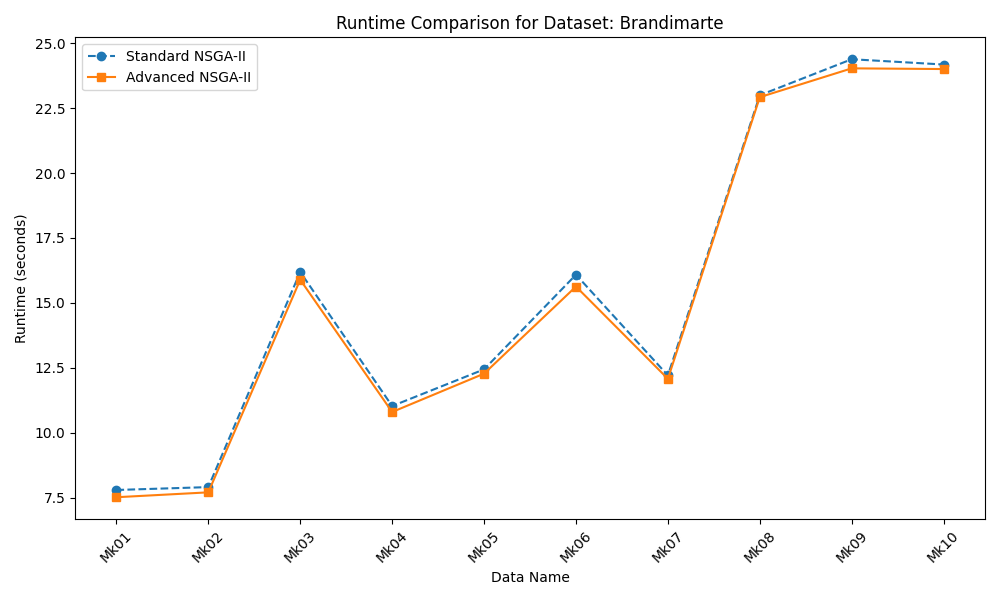 Runtime Comparison for Dataset: Brandimarte
Standard NSGA-II
Advanced NSGA-II
Runtime (seconds)
25.0
22.5
20.0
17.5
15.0
12.5
10.0
7.5
Mk01
Mk02
Mk03
Mk04
Mk05
Mk06
Mk07
Mk08
Mk09
Mk10
Data Name